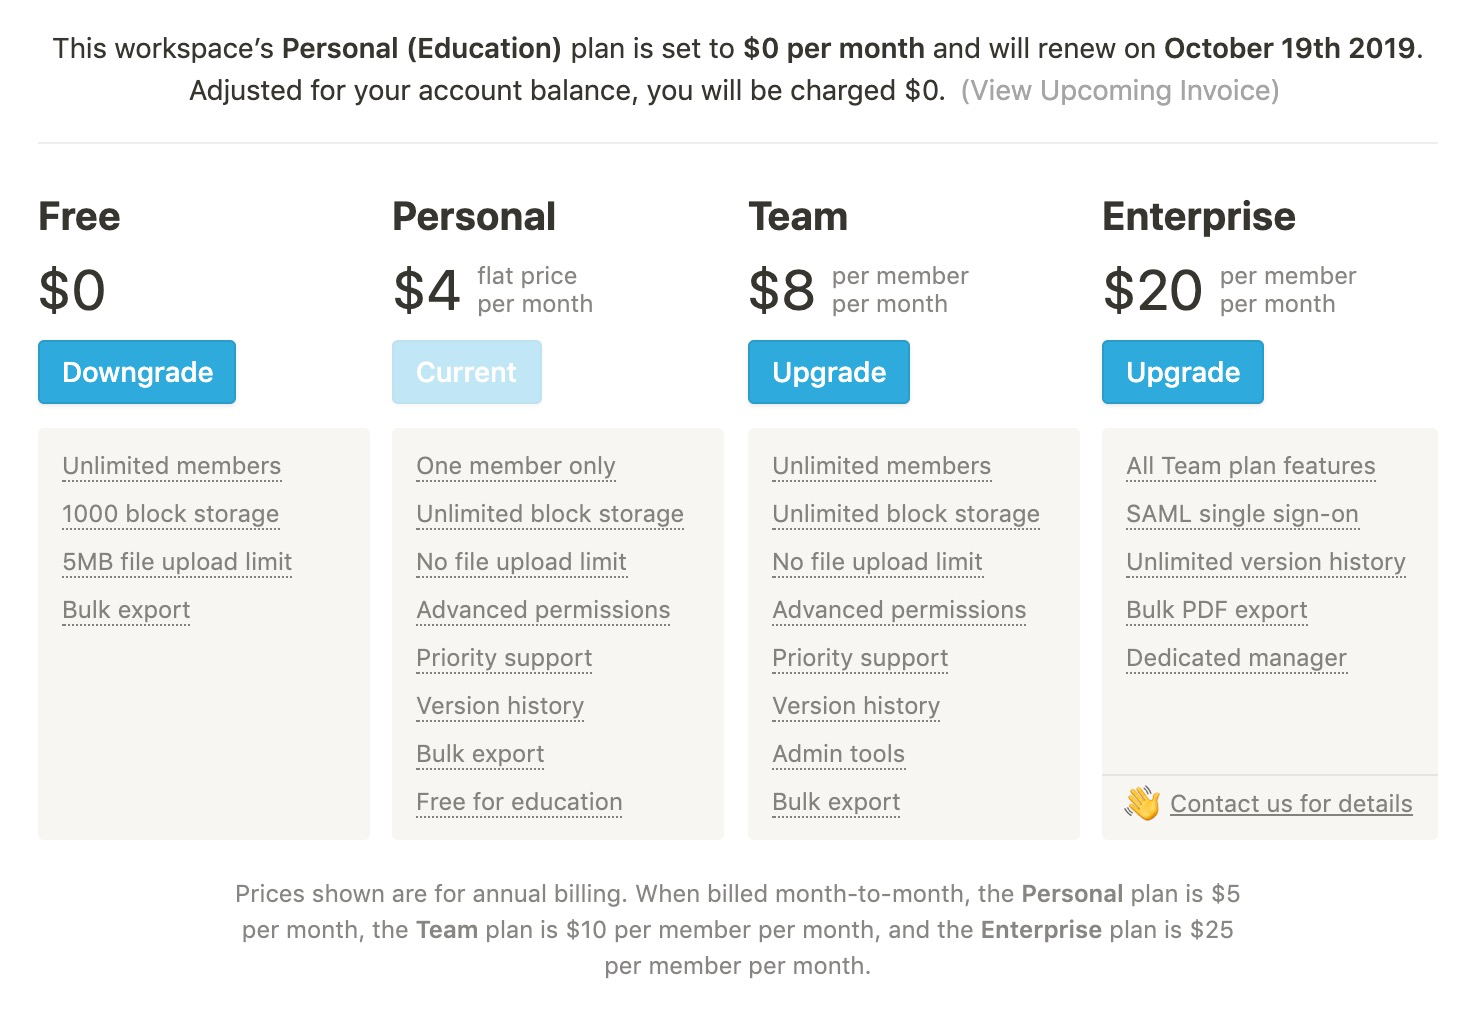 This workspace’s Personal (Education) plan is set to $0 per month and will renew on October 19th 2019.
Adjusted for your account balance, you will be charged $0. (View Upcoming Invoice)
Free
$0
Downgrade
Unlimited members
1000 block storage
5MB file upload limit
Bulk export
Personal
$4 flat price
per month
Current
One member only
Unlimited block storage
No file upload limit
Advanced permissions
Priority support
Version history
Bulk export
Free for education
Team
$8 per member
per month
Upgrade
Unlimited members
Unlimited block storage
No file upload limit
Advanced permissions
Priority support
Version history
Admin tools
Bulk export
Enterprise
$20 per member
per month
Upgrade
All Team plan features
SAML single sign-on
Unlimited version history
Bulk PDF export
Dedicated manager
👋 Contact us for details
Prices shown are for annual billing. When billed month-to-month, the Personal plan is $5
per month, the Team plan is $10 per member per month, and the Enterprise plan is $25
per member per month.